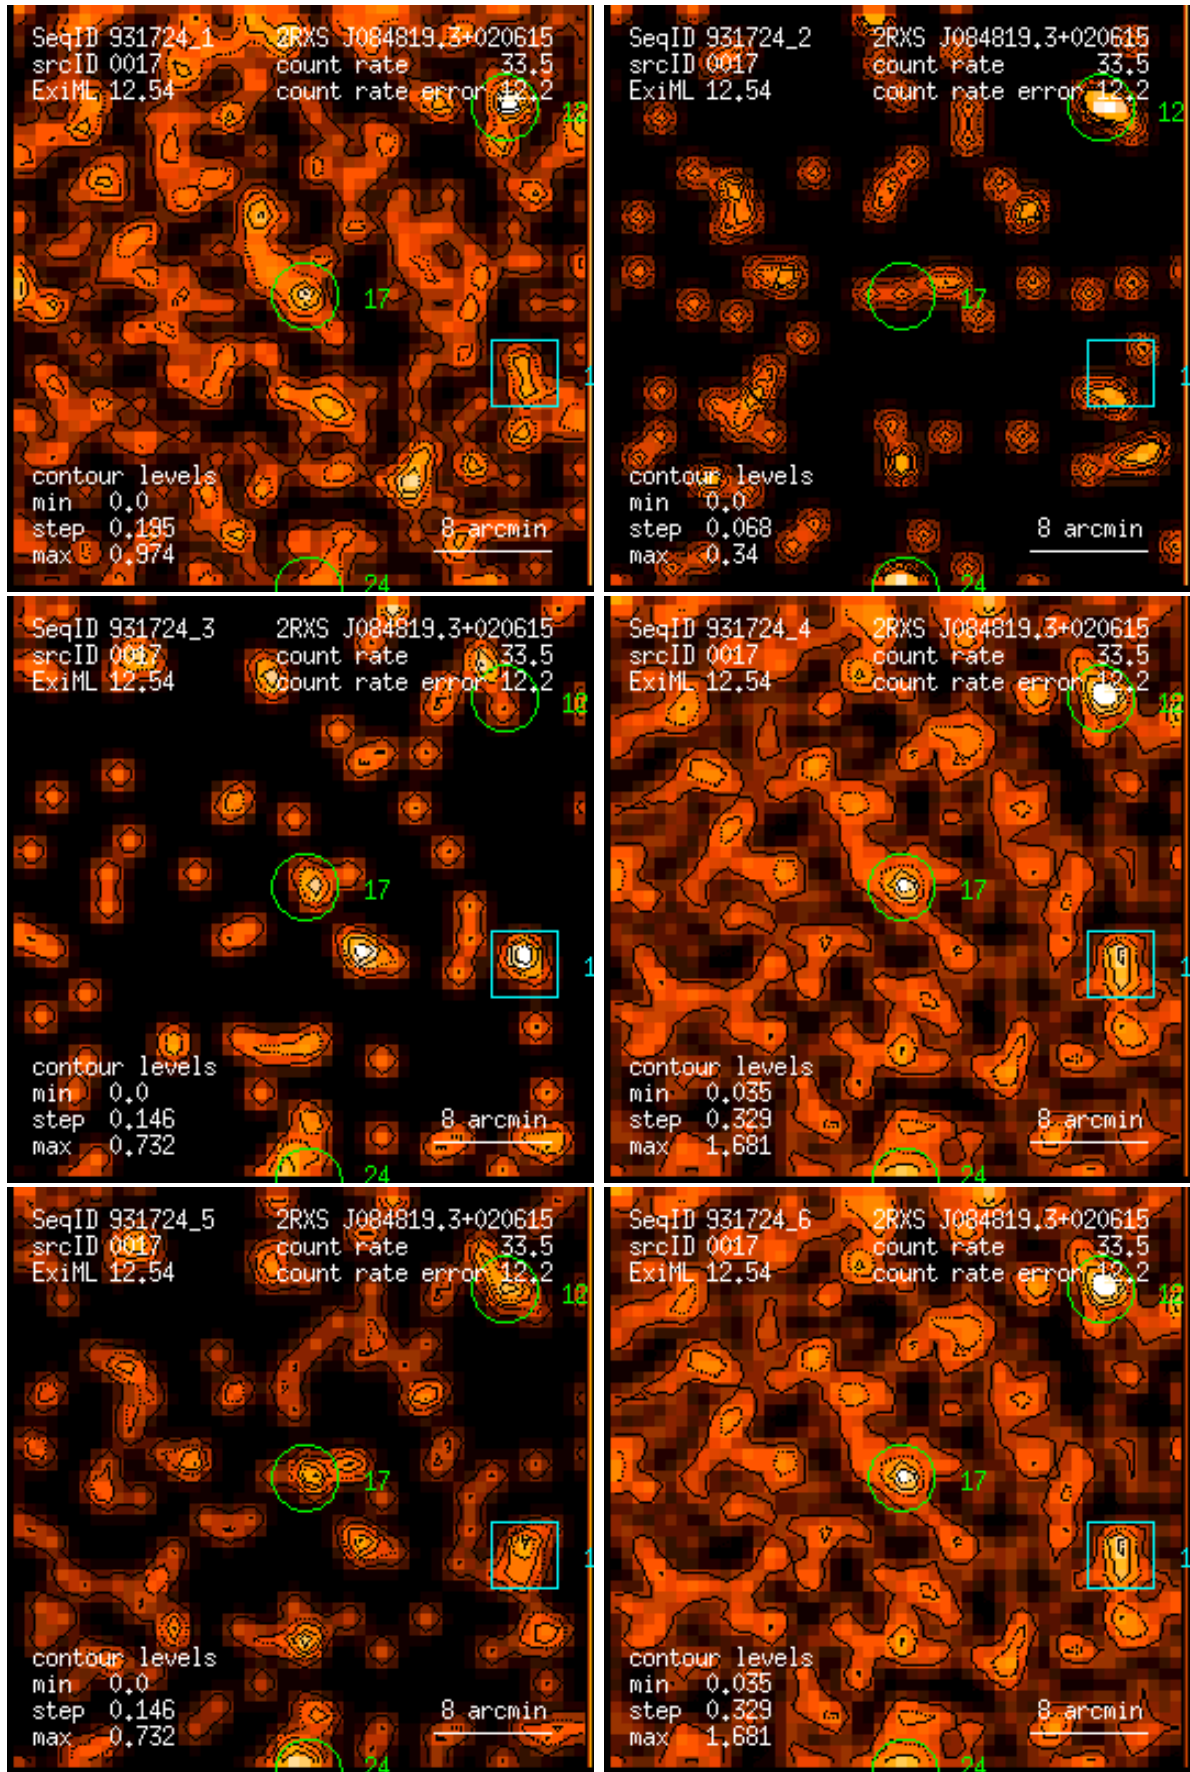 SeqID 931724_1 2RXS J084819.3+020615
srcID 0017 count rate 33.5
ExiML 12.54 count rate error 12.2
12
17
1
contour levels
min 0.0
step 0.195
max 0.974
8 arcmin
24
SeqID 931724_2 2RXS J084819.3+020615
srcID 0017 count rate 33.5
ExiML 12.54 count rate error 12.2
12
17
1
contour levels
min 0.0
step 0.068
max 0.34
8 arcmin
24
SeqID 931724_3 2RXS J084819.3+020615
srcID 0017 count rate 33.5
ExiML 12.54 count rate error 12.2
12
17
1
contour levels
min 0.0
step 0.146
max 0.732
8 arcmin
24
SeqID 931724_4 2RXS J084819.3+020615
srcID 0017 count rate 33.5
ExiML 12.54 count rate error 12.2
12
17
1
contour levels
min 0.035
step 0.329
max 1.681
8 arcmin
24
SeqID 931724_5 2RXS J084819.3+020615
srcID 0017 count rate 33.5
ExiML 12.54 count rate error 12.2
12
17
1
contour levels
min 0.0
step 0.146
max 0.732
8 arcmin
24
SeqID 931724_6 2RXS J084819.3+020615
srcID 0017 count rate 33.5
ExiML 12.54 count rate error 12.2
12
17
1
contour levels
min 0.035
step 0.329
max 1.681
8 arcmin
24